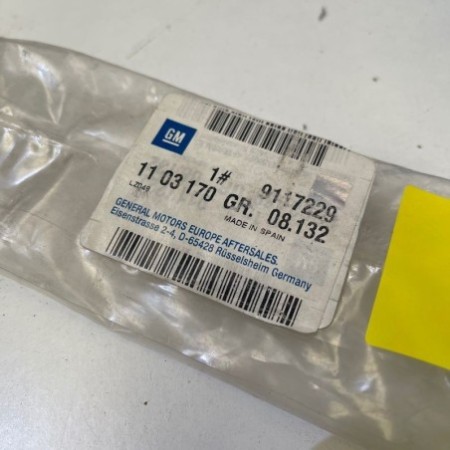 GM
1# 9117229
11 03 170 GR. 08.132
MADE IN SPAIN
GENERAL MOTORS EUROPE AFTERSALES.
Eisenstrasse 2-4, D-65428 Rüsselsheim Germany